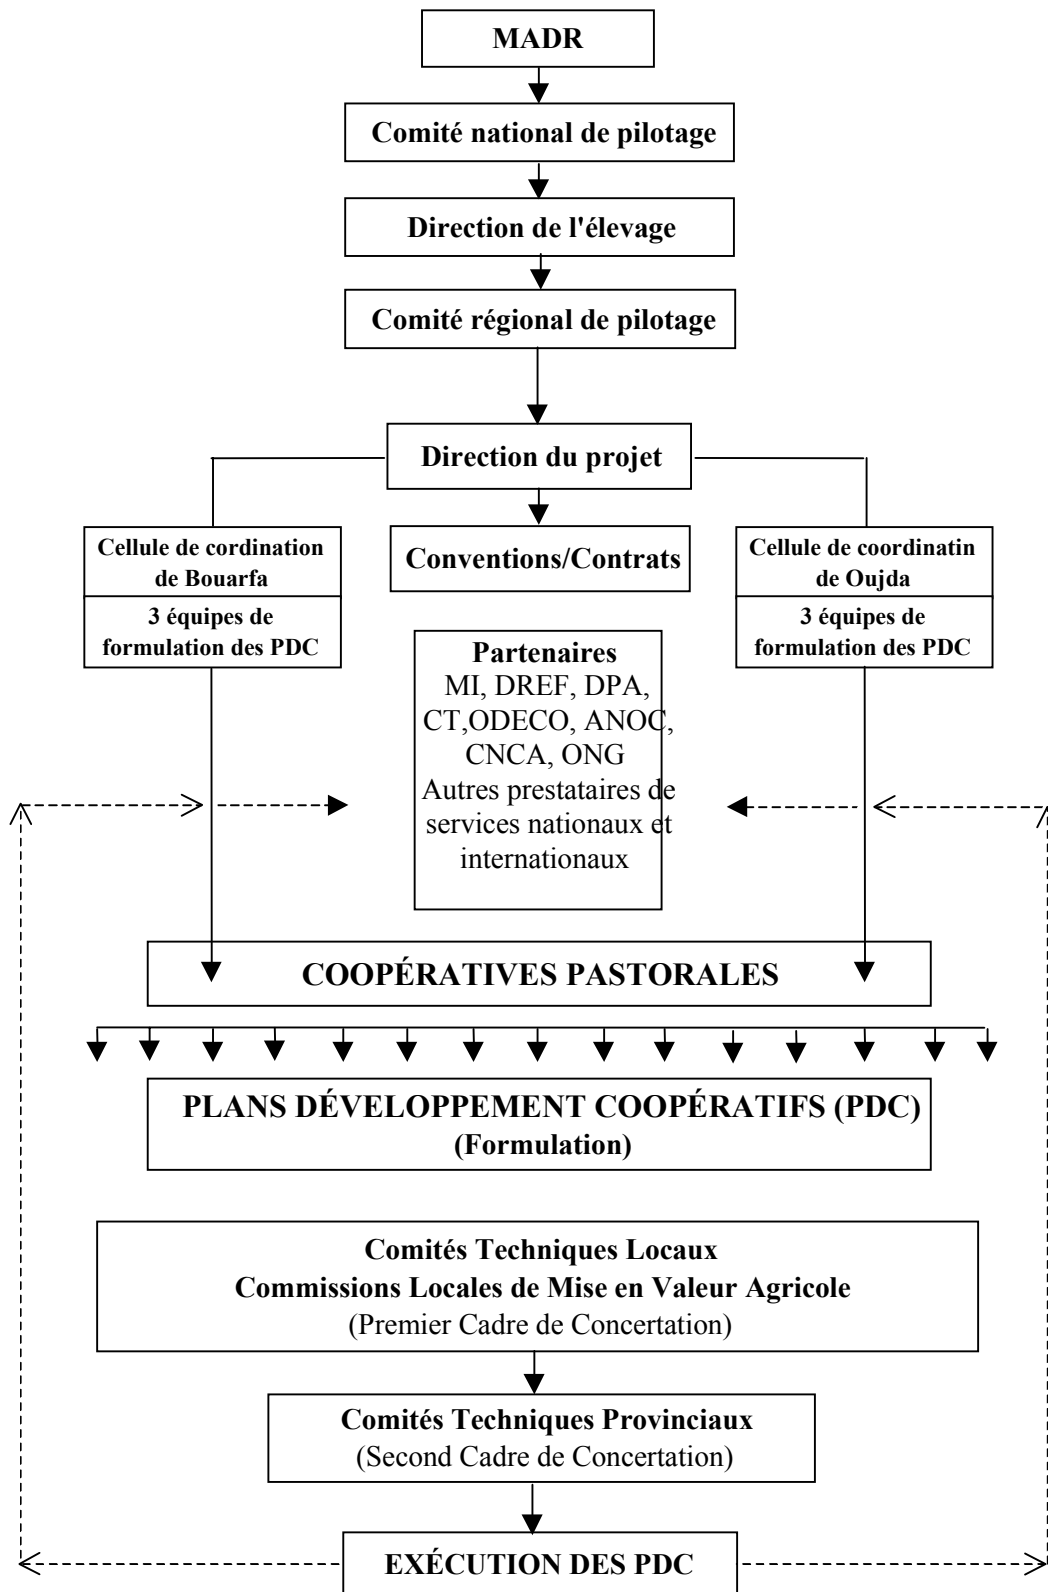 MADR
Comité national de pilotage
Direction de l'élevage
Comité régional de pilotage
Direction du projet
Cellule de cordination
de Bouarfa
3 équipes de
formulation des PDC
Conventions/Contrats
Cellule de coordinatin
de Oujda
3 équipes de
formulation des PDC
Partenaires
MI, DREF, DPA,
CT,ODECO, ANOC,
CNCA, ONG
Autres prestataires de
services nationaux et
internationaux
COOPÉRATIVES PASTORALES
PLANS DÉVELOPPEMENT COOPÉRATIFS (PDC)
(Formulation)
Comités Techniques Locaux
Commissions Locales de Mise en Valeur Agricole
(Premier Cadre de Concertation)
Comités Techniques Provinciaux
(Second Cadre de Concertation)
EXÉCUTION DES PDC